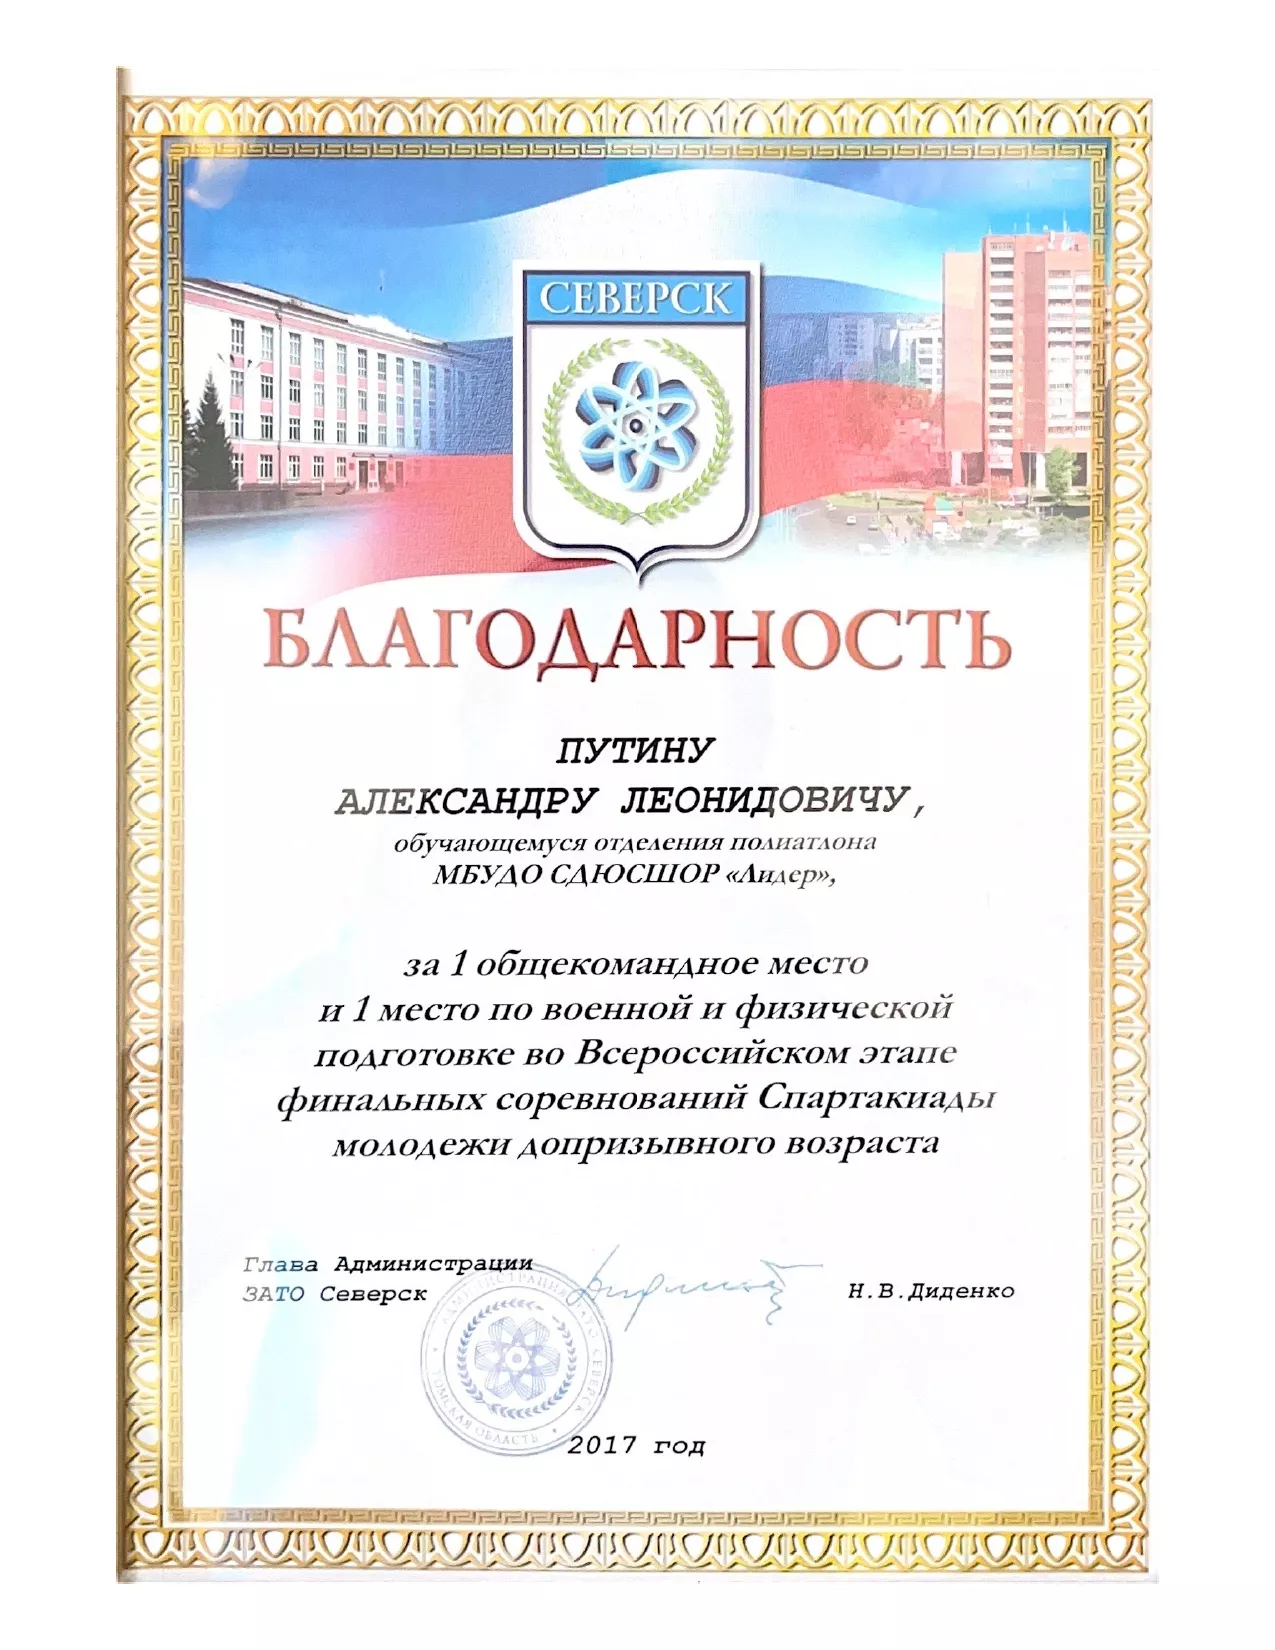 СЕВЕРСК
БЛАГОДАРНОСТЬ
ПУТИНУ
АЛЕКСАНДРУ ЛЕОНИДОВИЧУ,
обучающемуся отделения полиатлона
МБУДО СДЮСШОР «Лидер»,
за 1 общекомандное место
и 1 место по военной и физической
подготовке во Всероссийском этапе
финальных соревнований Спартакиады
молодежи допризывного возраста
Глава Администрации
ЗАТО Северск
Н.В.Диденко
АДМИНИСТРАЦИЯ ЗАТО СЕВЕРСК
ТОМСКАЯ ОБЛАСТЬ
2017 год